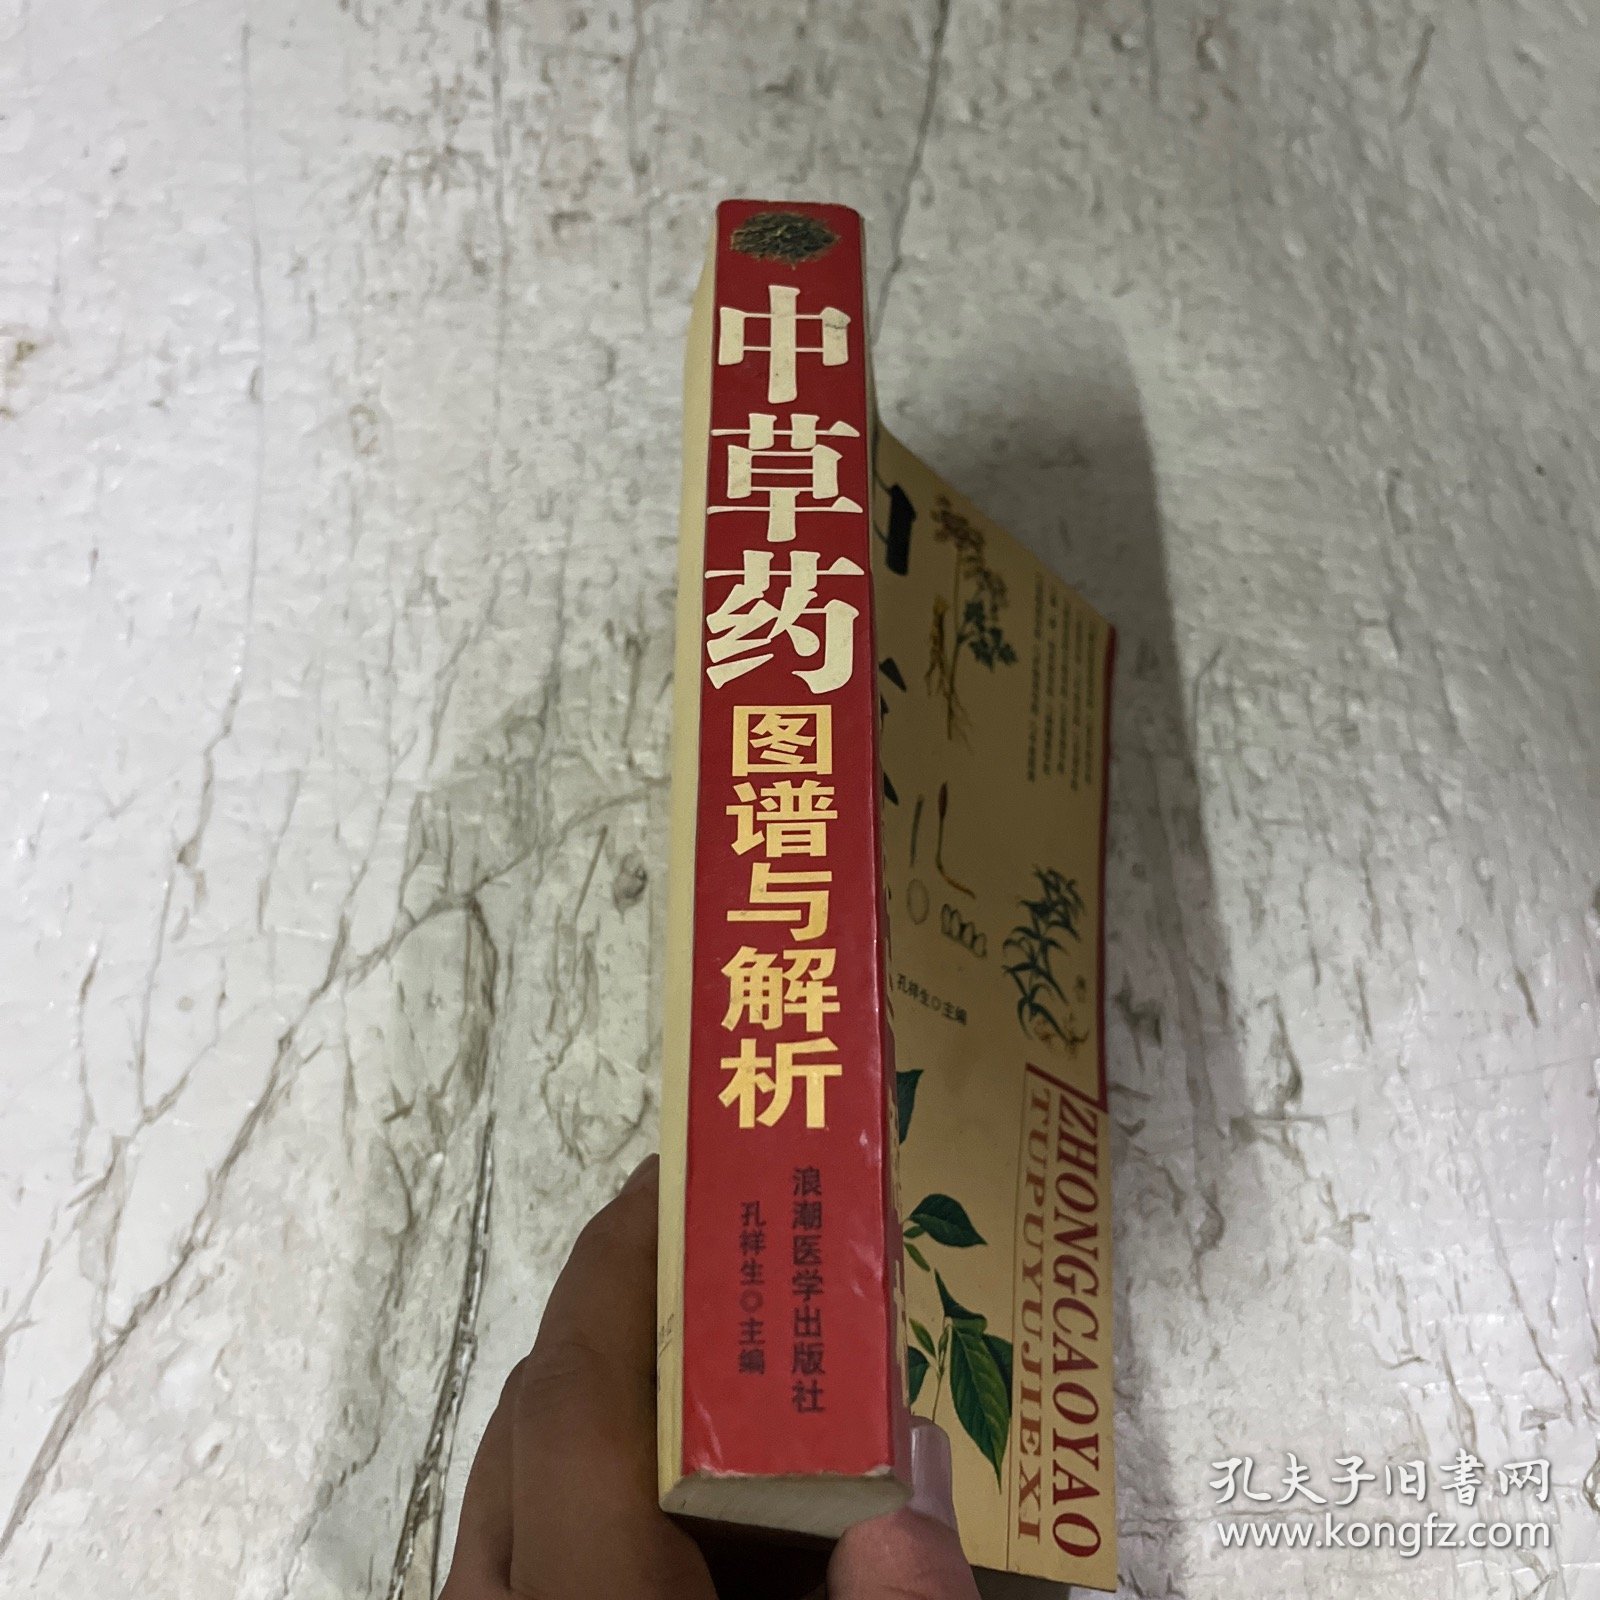 中草药
图谱与解析
孔祥生◎主编
浪潮医学出版社
孔祥生◎主编
ZHONGCAOYAO
TUPUYUJIEXI
孔夫子旧书网
www.kongfz.com